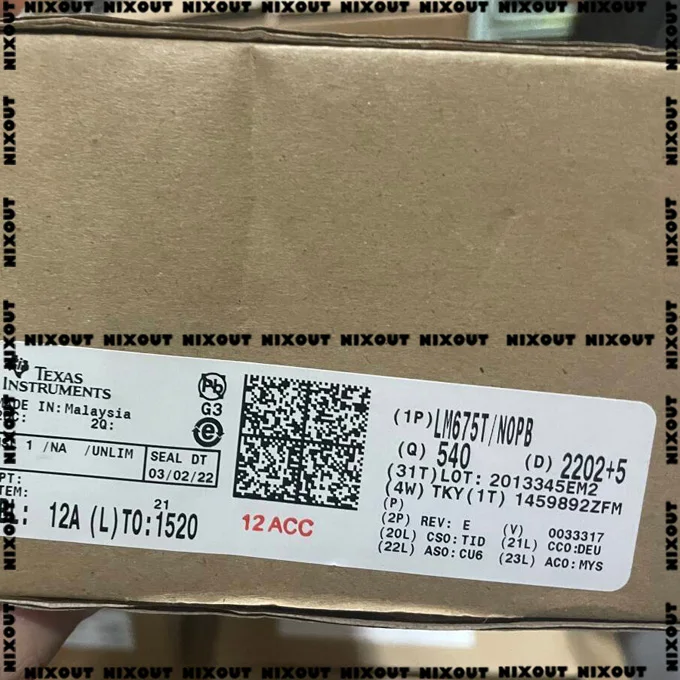 NIXOUT NIXOUT NIXOUT NIXOUT NIXOUT NIXOUT NIXOUT NIXOUT
NIXOUT NIXOUT NIXOUT NIXOUT NIXOUT NIXOUT NIXOUT NIXOUT
TEXAS
INSTRUMENTS
IN: Malaysia
2Q:
1 /NA /UNLIM
SEAL DT
03/02/22
Pb
G3
e
12A (L)TO:1520
21
12 ACC
(1P) LM675T/NOPB
(Q) 540 (D) 2202+5
(31T) LOT: 2013345EM2
(4W) TKY(1T) 1459892ZFM
(P)
(2P) REV: E (V) 0033317
(20L) CSO: TID (21L) CCO:DEU
(22L) ASO: CU6 (23L) ACO: MYS
NIXOUT NIXOUT NIXOUT NIXOUT NIXOUT NIXOUT NIXOUT